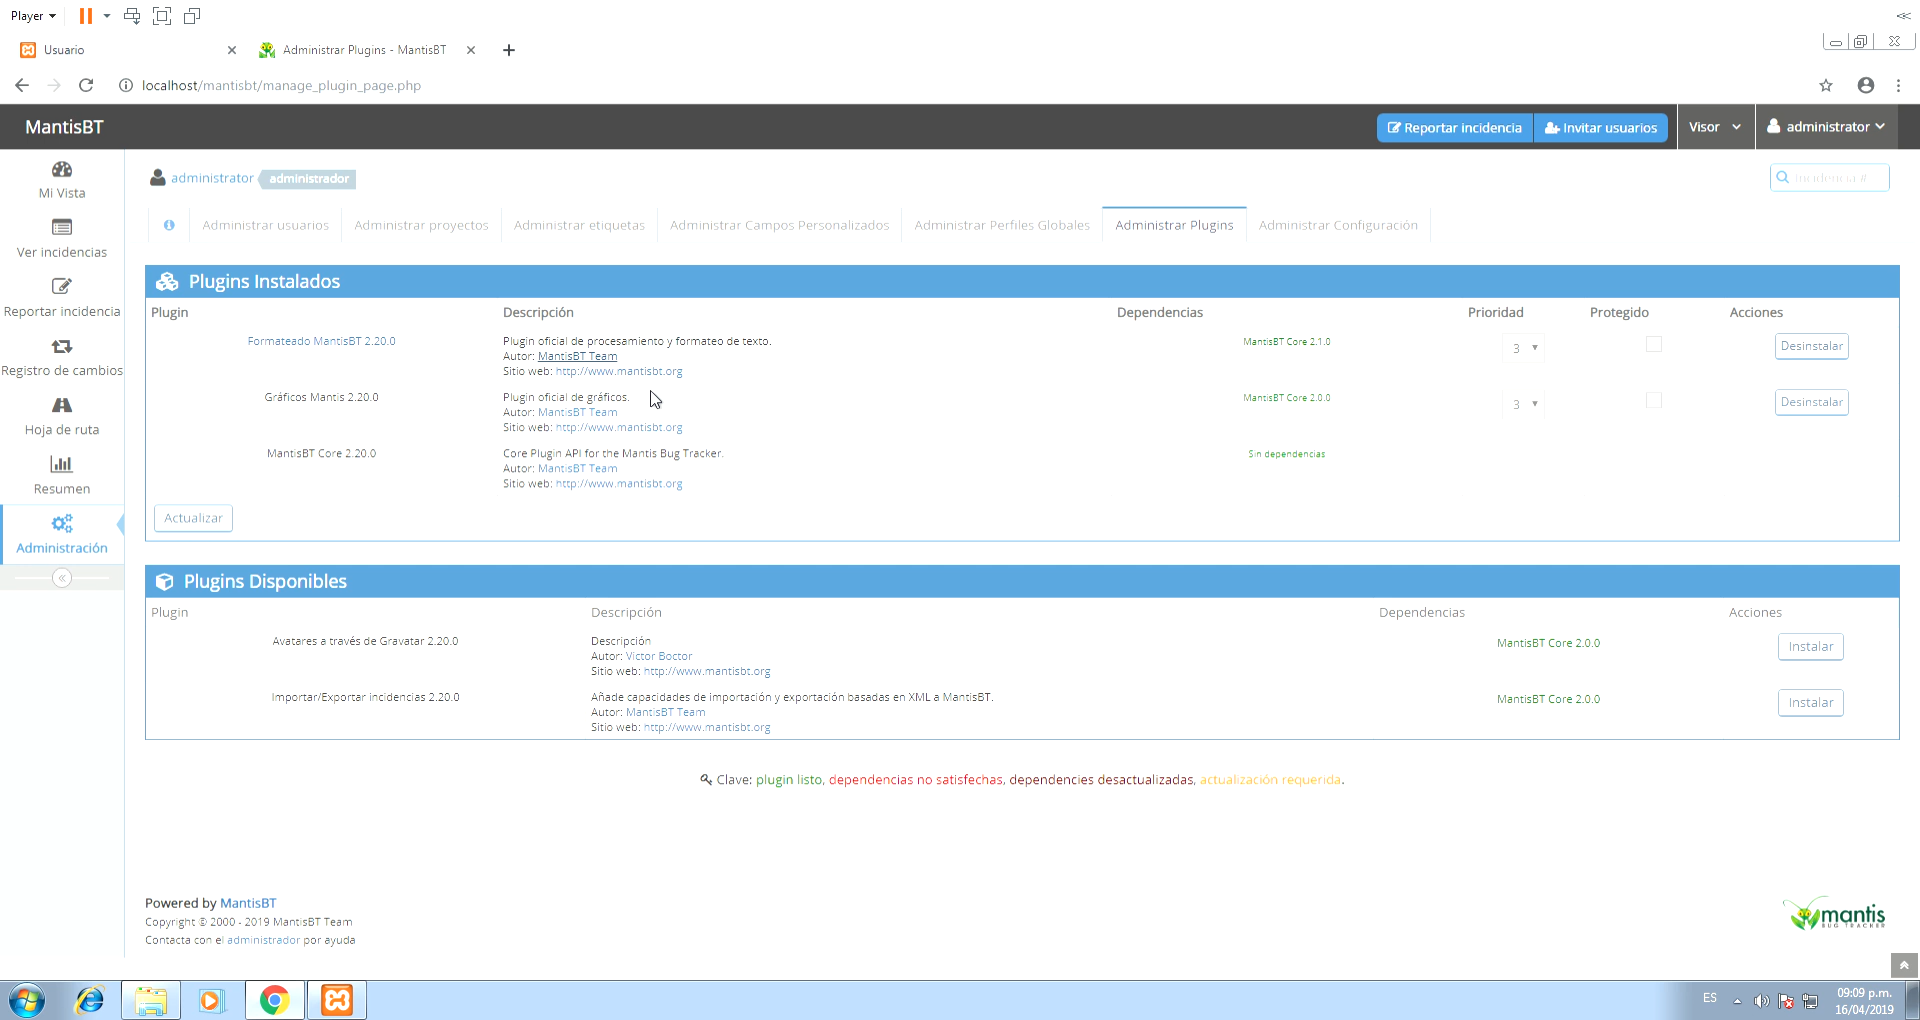 Player
Usuario
Administrar Plugins - MantisBT
localhost/mantisbt/manage_plugin_page.php
MantisBT
Reportar incidencia
Invitar usuarios
Visor
administrator
Mi Vista
Ver incidencias
Reportar incidencia
Registro de cambios
Hoja de ruta
Resumen
Administración
administrator administrador
Incidencia #
Administrar usuarios Administrar proyectos Administrar etiquetas Administrar Campos Personalizados Administrar Perfiles Globales Administrar Plugins Administrar Configuración
Plugins Instalados
Plugin Descripción Dependencias Prioridad Protegido Acciones
Formateado MantisBT 2.20.0
Plugin oficial de procesamiento y formateo de texto.
Autor: MantisBT Team
Sitio web: http://www.mantisbt.org
MantisBT Core 2.1.0
3
Desinstalar
Gráficos Mantis 2.20.0
Plugin oficial de gráficos.
Autor: MantisBT Team
Sitio web: http://www.mantisbt.org
MantisBT Core 2.0.0
3
Desinstalar
MantisBT Core 2.20.0
Core Plugin API for the Mantis Bug Tracker.
Autor: MantisBT Team
Sitio web: http://www.mantisbt.org
Sin dependencias
Actualizar
Plugins Disponibles
Plugin Descripción Dependencias Acciones
Avatares a través de Gravatar 2.20.0
Descripción
Autor: Victor Boctor
Sitio web: http://www.mantisbt.org
MantisBT Core 2.0.0
Instalar
Importar/Exportar incidencias 2.20.0
Añade capacidades de importación y exportación basadas en XML a MantisBT.
Autor: MantisBT Team
Sitio web: http://www.mantisbt.org
MantisBT Core 2.0.0
Instalar
Clave: plugin listo, dependencias no satisfechas, dependencies desactualizadas, actualización requerida.
Powered by MantisBT
Copyright © 2000 - 2019 MantisBT Team
Contacta con el administrador por ayuda
mantis
BUG TRACKER
ES
09:09 p.m.
16/04/2019